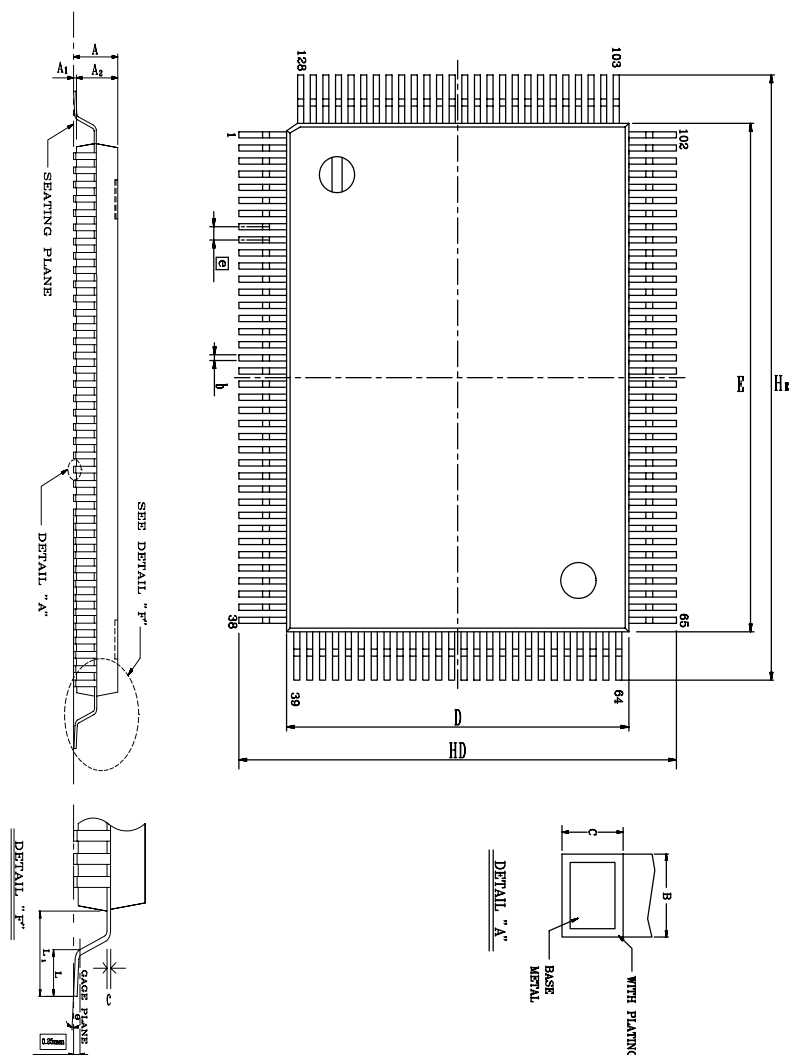 128
103
A
A1
A2
1
102
SEATING PLANE
e
b
E
HE
DETAIL "A"
SEE DETAIL "F"
38
65
39
64
D
HD
DETAIL "F"
L1
L
C
GAGE PLANE
θ
0.25mm
DETAIL "A"
C
B
BASE
METAL
WITH PLATING